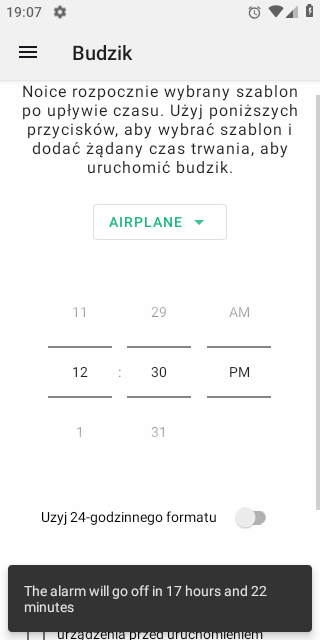 19:07
Budzik
Noice rozpocznie wybrany szablon
po upływie czasu. Użyj poniższych
przycisków, aby wybrać szablon i
dodać żądany czas trwania, aby
uruchomić budzik.
AIRPLANE
11 29 AM
12 : 30 PM
1 31
Uzyj 24-godzinnego formatu
The alarm will go off in 17 hours and 22
minutes
urządzenia przed uruchomieniem